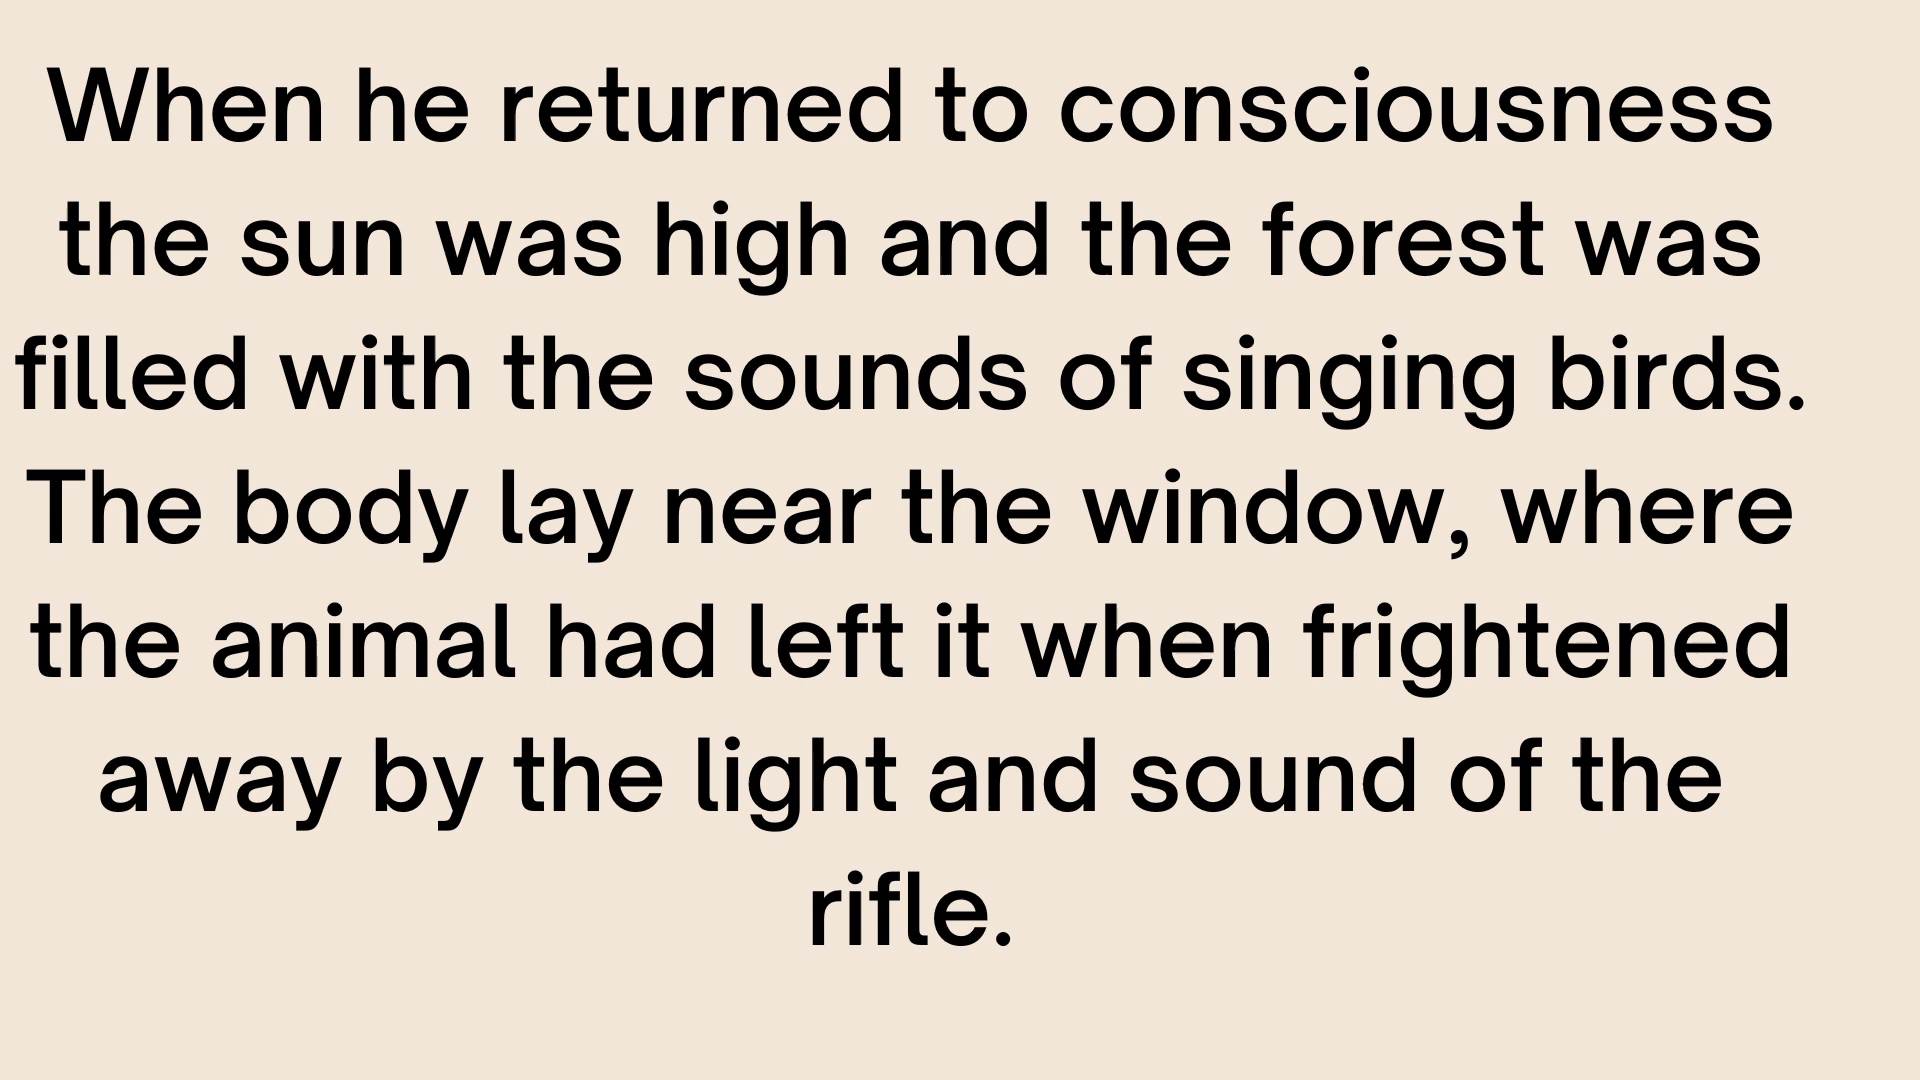 When he returned to consciousness
the sun was high and the forest was
filled with the sounds of singing birds.
The body lay near the window, where
the animal had left it when frightened
away by the light and sound of the
rifle.